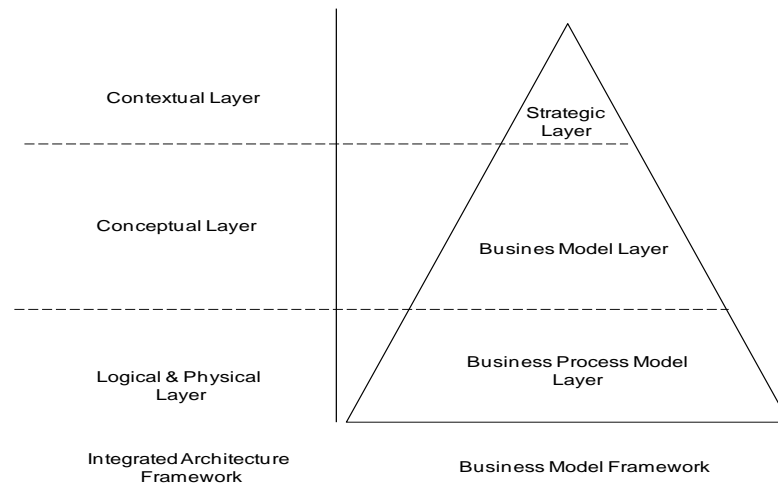 Contextual Layer
Strategic
Layer
Conceptual Layer
Busines Model Layer
Logical & Physical
Layer
Business Process Model
Layer
Integrated Architecture
Framework
Business Model Framework